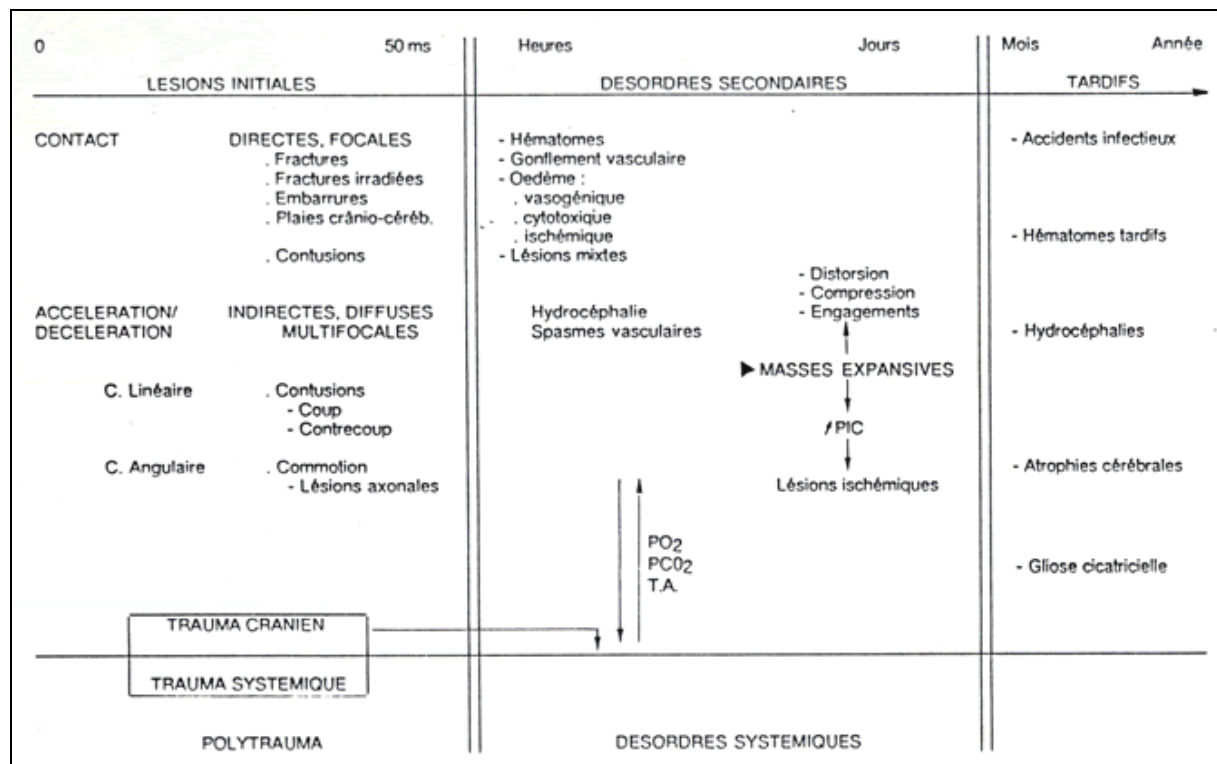 0 50 ms Heures Jours Mois Année
LESIONS INITIALES DESORDRES SECONDAIRES TARDIFS
CONTACT DIRECTES, FOCALES
. Fractures
. Fractures irradiées
. Embarrures
. Plaies crânio-céréb.
. Contusions
ACCELERATION/ INDIRECTES, DIFFUSES
DECELERATION MULTIFOCALES
C. Linéaire . Contusions
- Coup
- Contrecoup
C. Angulaire . Commotion
- Lésions axonales
- Hématomes
- Gonflement vasculaire
- Oedème :
. vasogénique
. cytotoxique
. ischémique
- Lésions mixtes
Hydrocéphalie
Spasmes vasculaires
- Distorsion
- Compression
- Engagements
MASSES EXPANSIVES
PIC
Lésions ischémiques
PO2
PCO2
T.A.
- Accidents infectieux
- Hématomes tardifs
- Hydrocéphalies
- Atrophies cérébrales
- Gliose cicatricielle
TRAUMA CRANIEN
TRAUMA SYSTEMIQUE
POLYTRAUMA DESORDRES SYSTEMIQUES